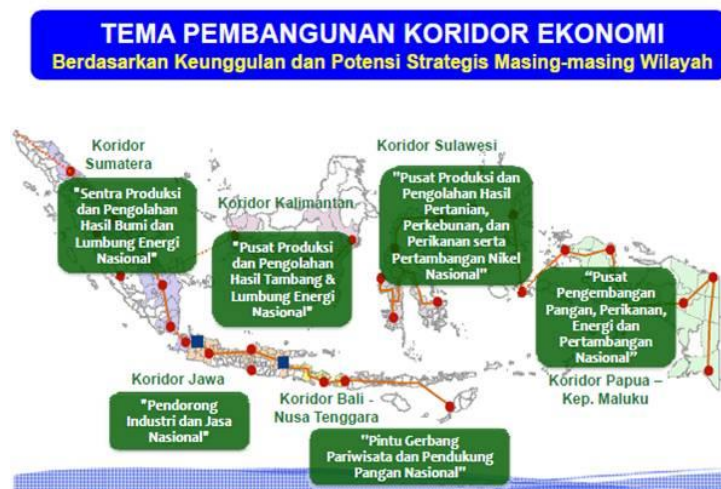 TEMA PEMBANGUNAN KORIDOR EKONOMI
Berdasarkan Keunggulan dan Potensi Strategis Masing-masing Wilayah
Koridor
Sumatera
"Sentra Produksi
dan Pengolahan
Hasil Bumi dan
Lumbung Energi
Nasional"
Koridor Kalimantan
"Pusat Produksi
dan Pengolahan
Hasil Tambang &
Lumbung Energi
Nasional"
Koridor Sulawesi
"Pusat Produksi dan
Pengolahan Hasil
Pertanian,
Perkebunan, dan
Perikanan serta
Pertambangan Nikel
Nasional"
"Pusat
Pengembangan
Pangan, Perikanan,
Energi dan
Pertambangan
Nasional"
Koridor Papua –
Kep. Maluku
Koridor Jawa
"Pendorong
Industri dan Jasa
Nasional"
Koridor Bali -
Nusa Tenggara
"Pintu Gerbang
Pariwisata dan Pendukung
Pangan Nasional"